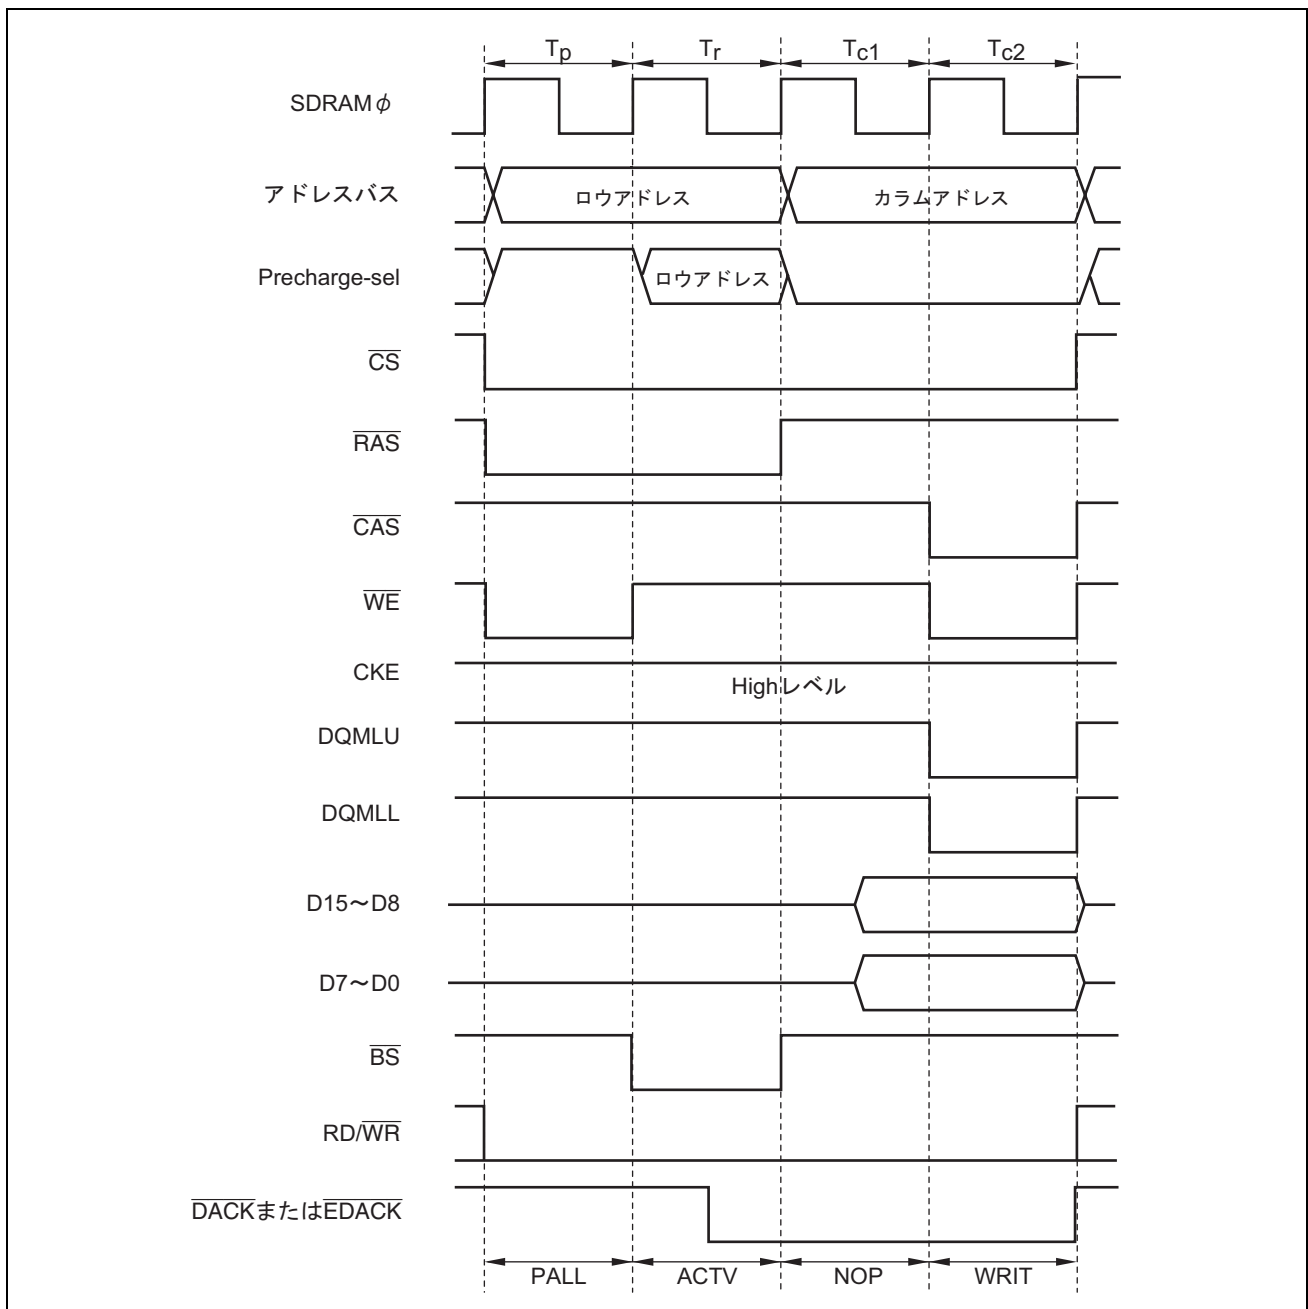 Tp Tr Tc1 Tc2
SDRAMφ
アドレスバス ロウアドレス カラムアドレス
Precharge-sel ロウアドレス
CS
RAS
CAS
WE
CKE
Highレベル
DQMLU
DQMLL
D15〜D8
D7〜D0
BS
RD/WR
DACKまたはEDACK
PALL ACTV NOP WRIT